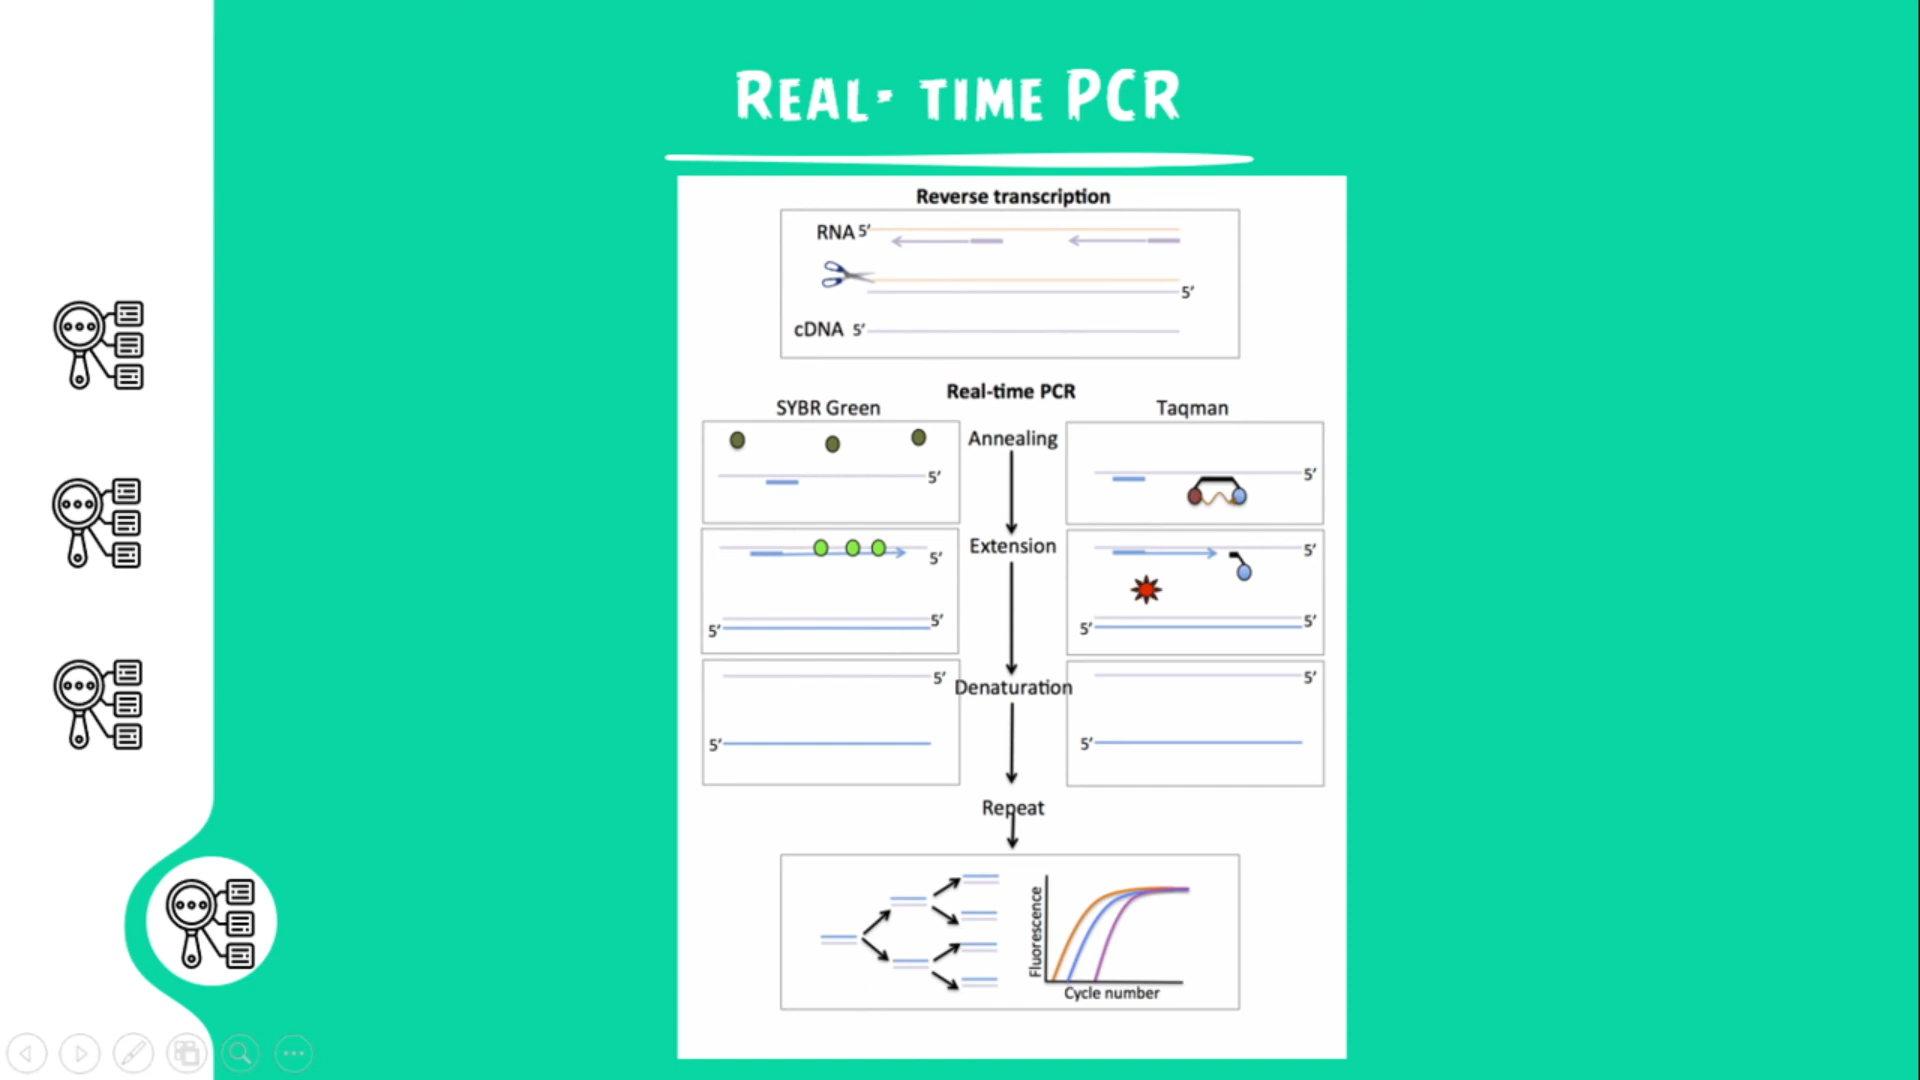 REAL- TIME PCR
Reverse transcription
RNA 5’
5’
cDNA 5’
Real-time PCR
SYBR Green
Taqman
Annealing
5’
5’
Extension
5’
5’
5’
5’
5’
5’
Denaturation
5’
5’
5’
5’
Repeat
Fluorescence
Cycle number